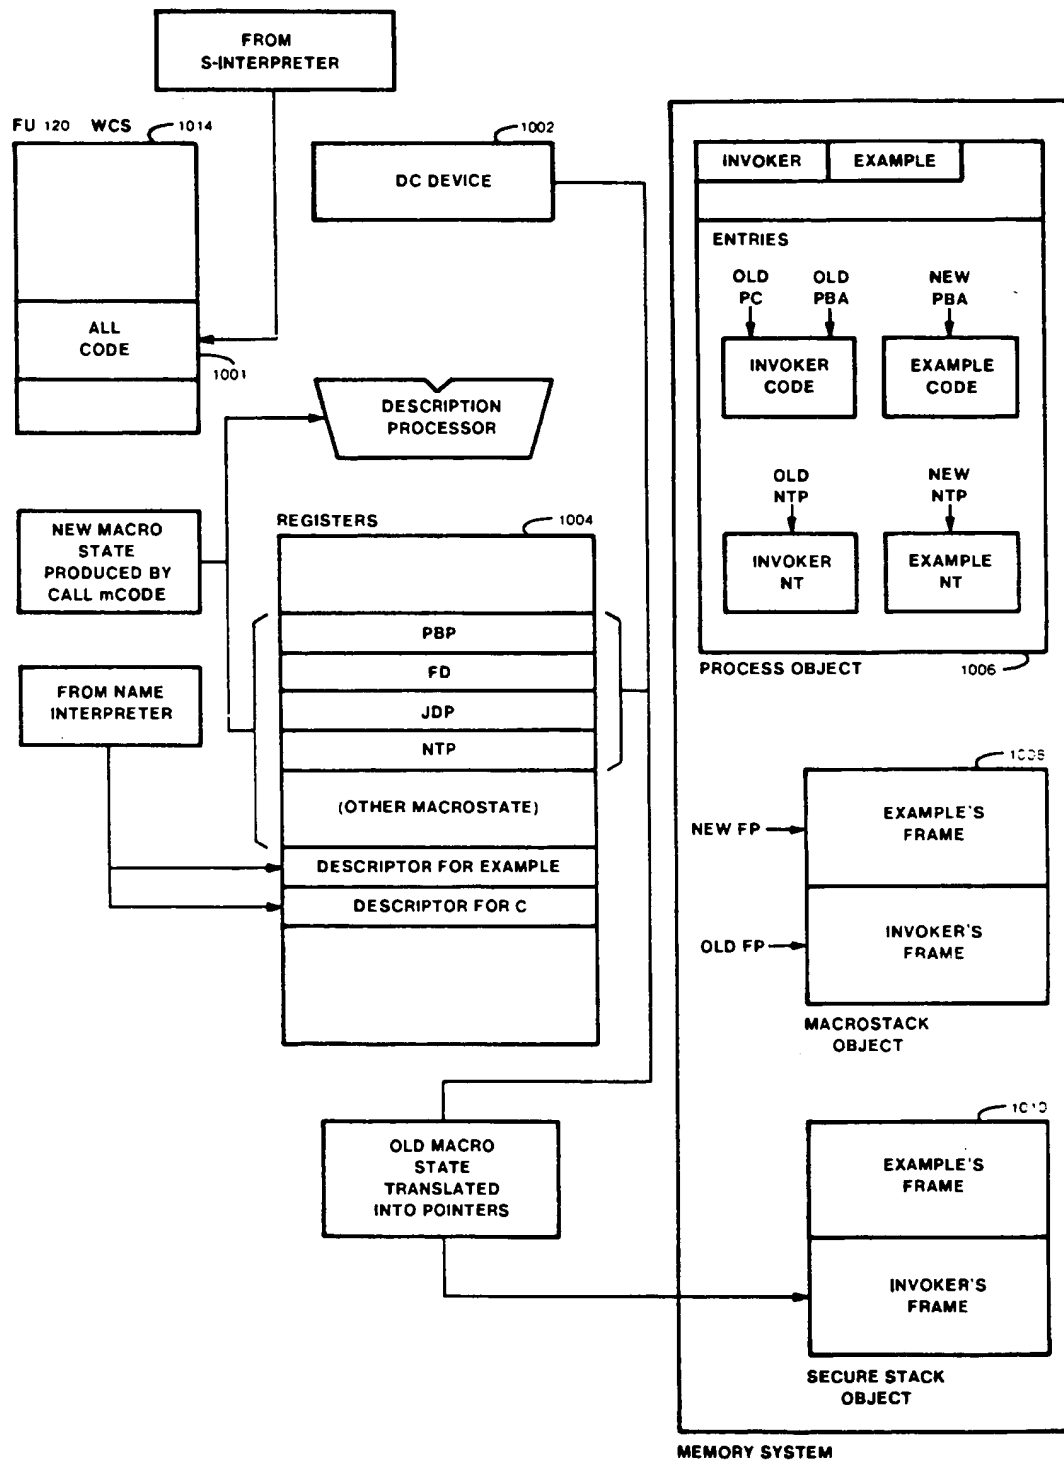 FROM
S-INTERPRETER
FU 120 WCS
1014
ALL
CODE
1001
1002
DC DEVICE
DESCRIPTION
PROCESSOR
NEW MACRO
STATE
PRODUCED BY
CALL mCODE
FROM NAME
INTERPRETER
REGISTERS
1004
PBP
FD
JDP
NTP
(OTHER MACROSTATE)
DESCRIPTOR FOR EXAMPLE
DESCRIPTOR FOR C
OLD MACRO
STATE
TRANSLATED
INTO POINTERS
INVOKER
EXAMPLE
ENTRIES
OLD
PC
OLD
PBA
NEW
PBA
INVOKER
CODE
EXAMPLE
CODE
OLD
NTP
NEW
NTP
INVOKER
NT
EXAMPLE
NT
PROCESS OBJECT
1006
EXAMPLE'S
FRAME
NEW FP
INVOKER'S
FRAME
OLD FP
MACROSTACK
OBJECT
1010
EXAMPLE'S
FRAME
INVOKER'S
FRAME
SECURE STACK
OBJECT
MEMORY SYSTEM